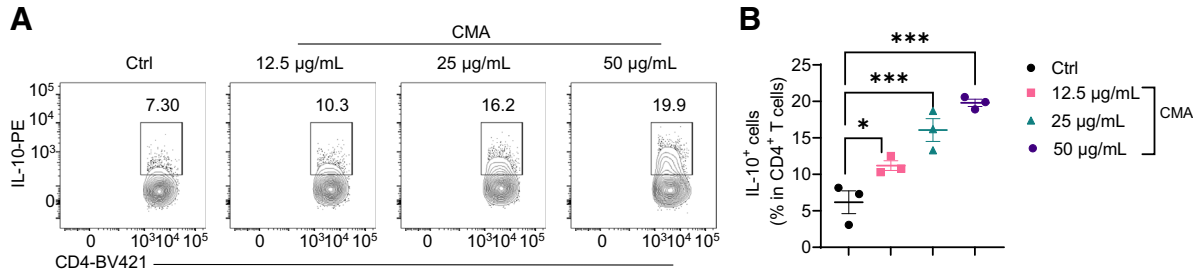 A
CMA
Ctrl
12.5 µg/mL
25 µg/mL
50 µg/mL
IL-10-PE
10⁵
10⁴
10³
0
7.30
10.3
16.2
19.9
0
10³10⁴ 10⁵
0
10³10⁴ 10⁵
0
10³10⁴ 10⁵
0
10³10⁴ 10⁵
CD4-BV421
B
IL-10⁺ cells
(% in CD4⁺ T cells)
25
20
15
10
5
0
***
***
*
Ctrl
12.5 µg/mL
25 µg/mL
50 µg/mL
CMA